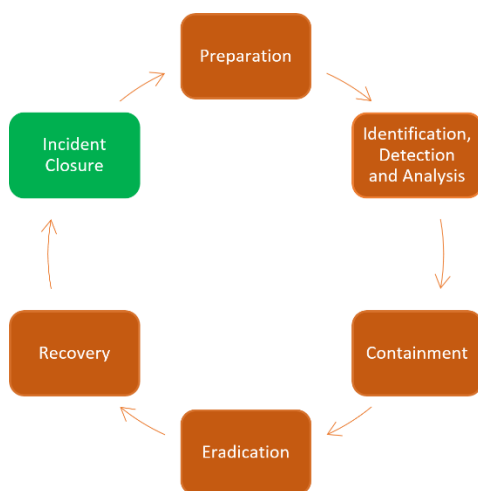 Preparation
Identification,
Detection
and Analysis
Containment
Eradication
Recovery
Incident
Closure